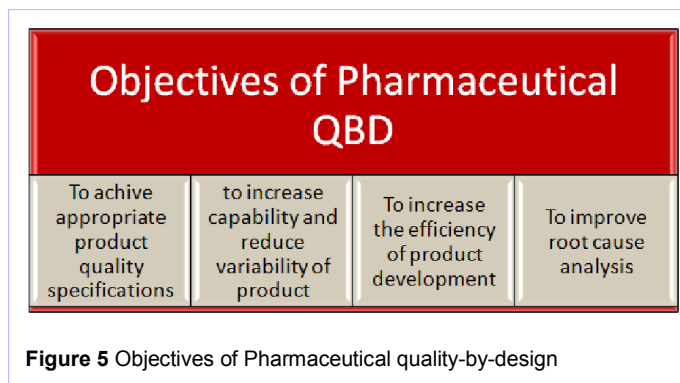 Objectives of Pharmaceutical
QBD
To achive
appropriate
product
quality
specifications
to increase
capability and
reduce
variability of
product
To increase
the efficiency
of product
development
To improve
root cause
analysis
Figure 5 Objectives of Pharmaceutical quality-by-design